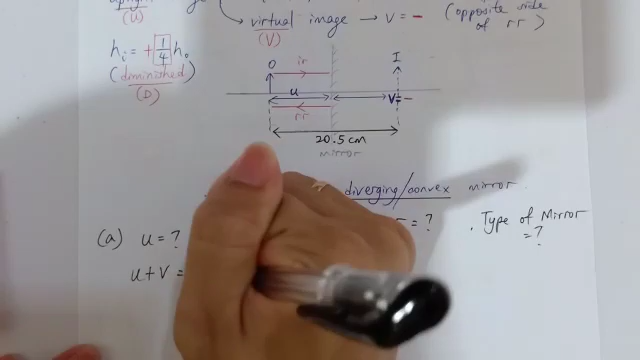 (U)
virtual image → V = -
(V)
(opposite side
of rr)
hi = +1/4 ho
(diminished)
(D)
O
ir
I
u
V = -
rr
20.5 cm
mirror
diverging/convex mirror.
(a) u = ?
= ?
. Type of Mirror
= ?
u + V =